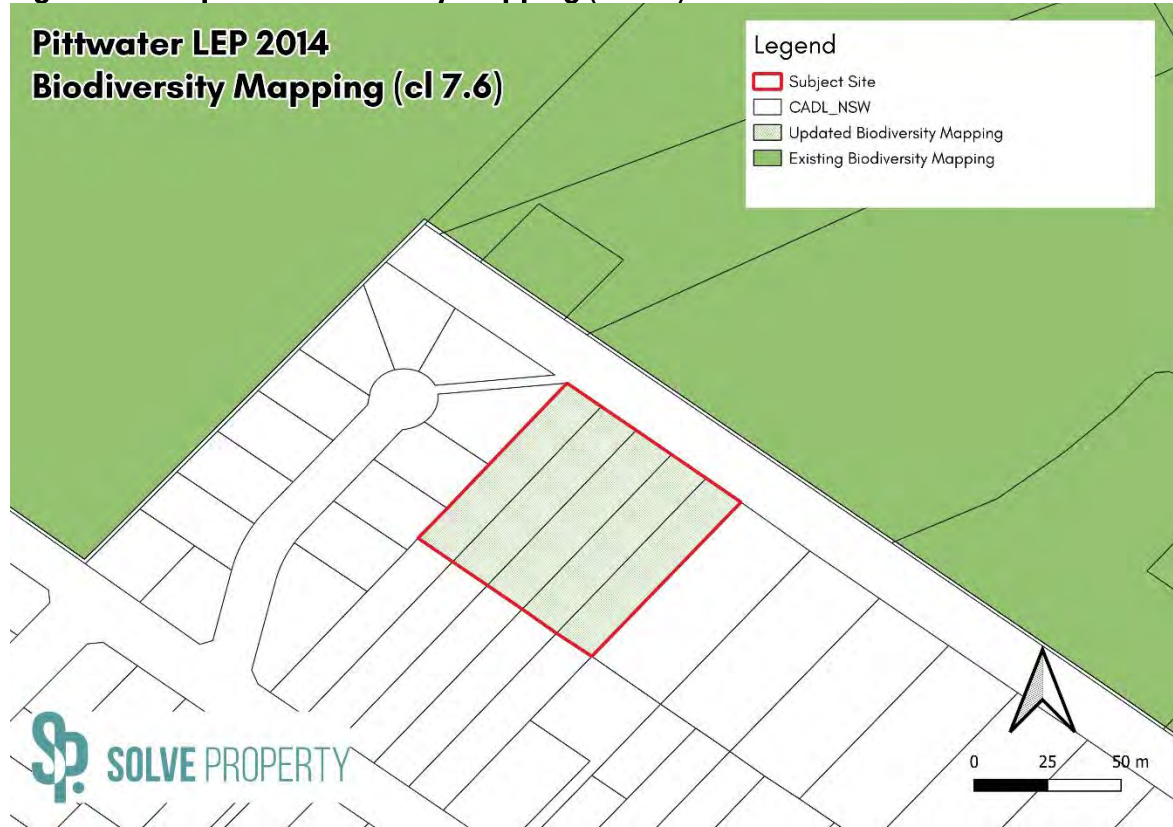 Pittwater LEP 2014
Biodiversity Mapping (cl 7.6)
Legend
Subject Site
CADL_NSW
Updated Biodiversity Mapping
Existing Biodiversity Mapping
0 25 50 m
SP. SOLVE PROPERTY